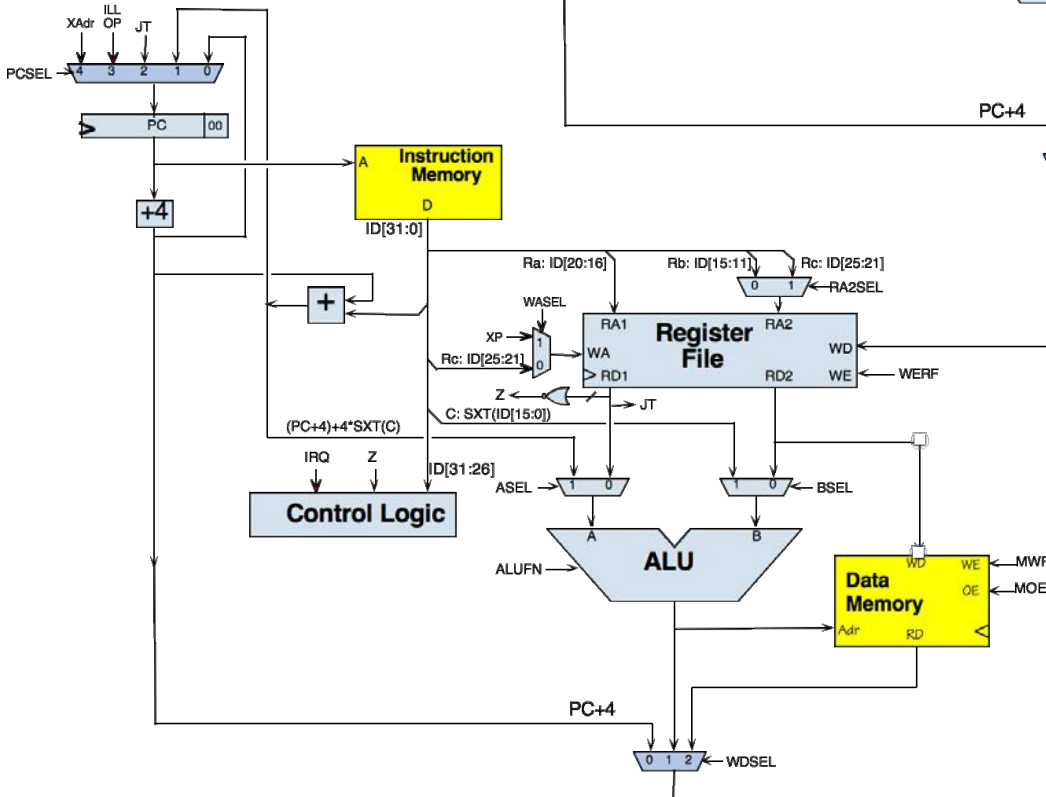 ILL
XAdr OP JT
PCSEL 4 3 2 1 0
PC+4
PC 00
A Instruction
Memory
D
+4
ID[31:0]
Ra: ID[20:16] Rb: ID[15:11] Rc: ID[25:21]
0 1 RA2SEL
+
WASEL
RA1 RA2
XP 1
Register
File
WA WD
Rc: ID[25:21] 0
RD1 RD2 WE WERF
Z JT
C: SXT(ID[15:0])
(PC+4)+4*SXT(C)
IRQ Z ID[31:26]
ASEL 1 0 1 0 BSEL
Control Logic
A B
ALU
ALUFN
WD WE
OE MOE
Data
Memory
Adr RD
PC+4
0 1 2 WDSEL